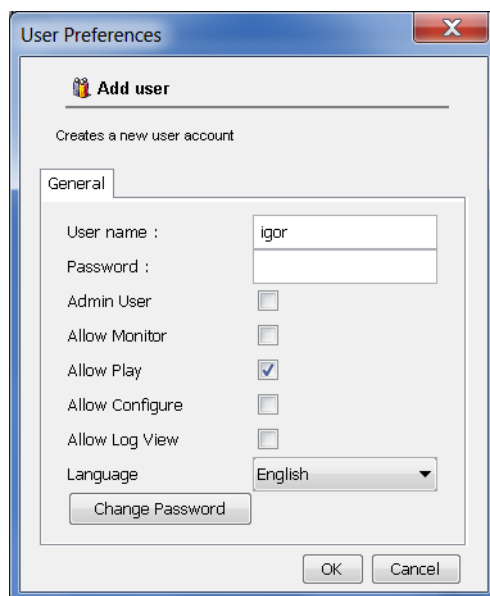 User Preferences
X
Add user
Creates a new user account
General
User name : igor
Password :
Admin User
Allow Monitor
Allow Play
Allow Configure
Allow Log View
Language English
Change Password
OK Cancel